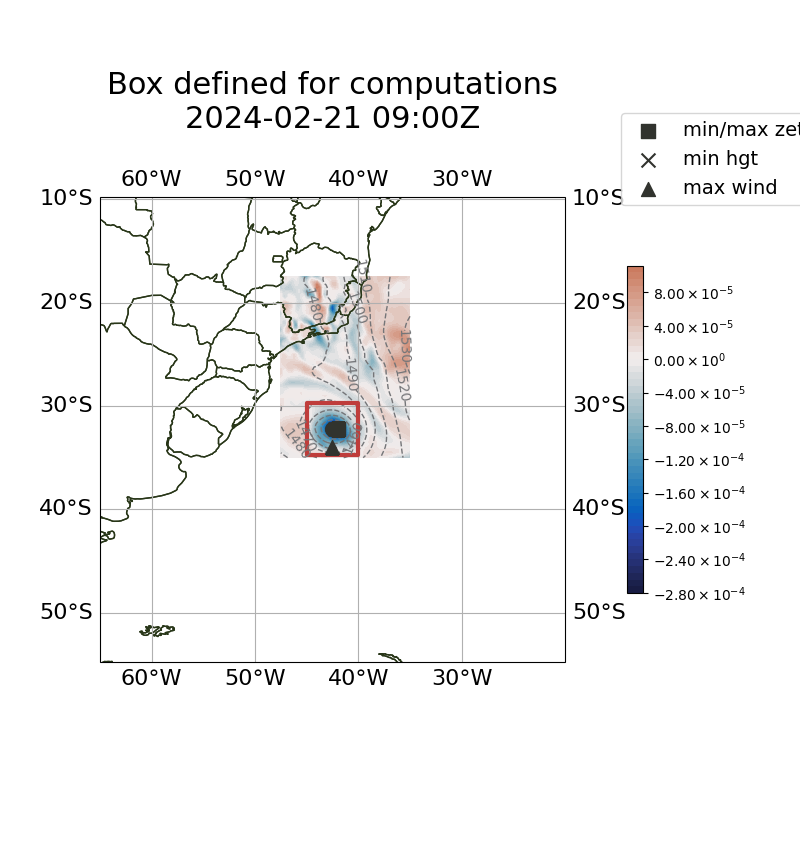 Box defined for computations
2024-02-21 09:00Z
min/max zet
min hgt
max wind
60°W 50°W 40°W 30°W
10°S 10°S
20°S 20°S
30°S 30°S
40°S 40°S
50°S 50°S
60°W 50°W 40°W 30°W
1480
1490
1530
1520
8.00×10⁻⁵
4.00×10⁻⁵
0.00×10⁰
−4.00×10⁻⁵
−8.00×10⁻⁵
−1.20×10⁻⁴
−1.60×10⁻⁴
−2.00×10⁻⁴
−2.40×10⁻⁴
−2.80×10⁻⁴